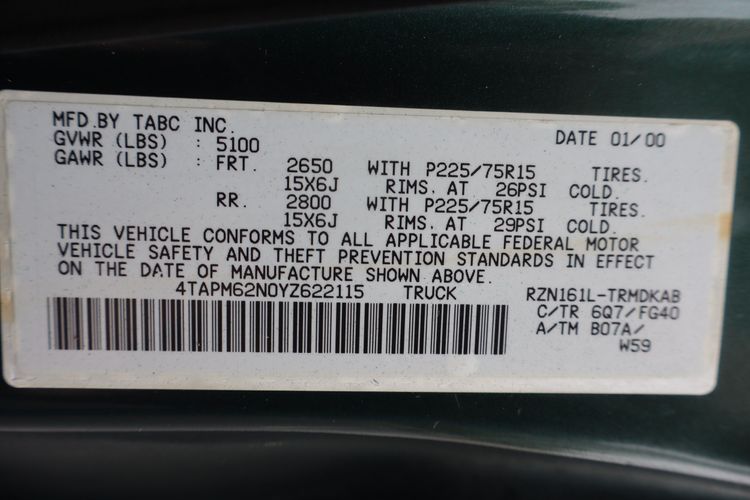 MFD.BY TABC INC. DATE 01/00
GVWR (LBS) : 5100
GAWR (LBS) : FRT. 2650 WITH P225/75R15 TIRES.
15X6J RIMS. AT 26PSI COLD.
RR. 2800 WITH P225/75R15 TIRES.
15X6J RIMS. AT 29PSI COLD.
THIS VEHICLE CONFORMS TO ALL APPLICABLE FEDERAL MOTOR
VEHICLE SAFETY AND THEFT PREVENTION STANDARDS IN EFFECT
ON THE DATE OF MANUFACTURE SHOWN ABOVE.
4TAPM62N0YZ622115 TRUCK RZN161L-TRMDKAB
C/TR 6Q7/FG40
A/TM B07A/
W59